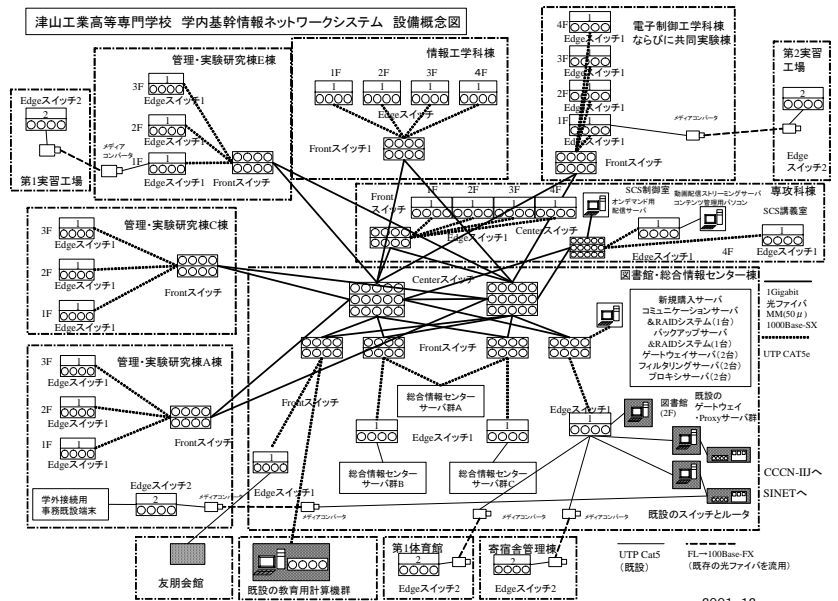 津山工業高等専門学校 学内基幹情報ネットワークシステム 設備概念図
管理・実験研究棟E棟
3F
1
Edgeスイッチ1
2F
1
Edgeスイッチ1
1F
1
Edgeスイッチ1
Frontスイッチ
メディア
コンバータ
Edgeスイッチ2
2
第1実習工場
情報工学科棟
1F
2F
3F
4F
1
1
1
1
Edgeスイッチ
Frontスイッチ1
電子制御工学科棟
ならびに共同実験棟
4F
1
Edgeスイッチ1
3F
1
Edgeスイッチ1
2F
1
Edgeスイッチ1
1F
1
Edgeスイッチ1
Frontスイッチ
メディアコンバータ
第2実習
工場
2
Edge
スイッチ2
専攻科棟
Front
スイッチ
1F
2F
3F
4F
1
1
1
1
Edgeスイッチ1
Centerスイッチ
SCS制御室
オンデマンド用
配信サーバ
動画配信ストリーミングサーバ
コンテンツ管理用パソコン
1
Edgeスイッチ1
4F
SCS講義室
1
Edgeスイッチ1
管理・実験研究棟C棟
3F
1
Edgeスイッチ1
2F
1
Edgeスイッチ1
1F
1
Edgeスイッチ1
Frontスイッチ
図書館・総合情報センター棟
Centerスイッチ
Frontスイッチ
Frontスイッチ
新規購入サーバ
コミュニケーションサーバ
&RAIDシステム(1台)
バックアップサーバ
&RAIDシステム(1台)
ゲートウェイサーバ(2台)
フィルタリングサーバ(2台)
プロキシサーバ(2台)
1Gigabit
光ファイバ
MM(50μ)
1000Base-SX
UTP CAT5e
管理・実験研究棟A棟
3F
1
Edgeスイッチ1
2F
1
Edgeスイッチ1
1F
1
Edgeスイッチ1
Frontスイッチ
総合情報センター
サーバ群A
1
Edgeスイッチ1
1
Edgeスイッチ1
Edgeスイッチ1
1
図書館
(2F)
既設の
ゲートウェイ
・Proxyサーバ群
総合情報センター
サーバ群B
総合情報センター
サーバ群C
1
Edgeスイッチ1
CCCN-IIJへ
SINETへ
既設のスイッチとルータ
学外接続用
事務既設端末
Edgeスイッチ2
2
メディアコンバータ
メディアコンバータ
メディアコンバータ
メディアコンバータ
友朋会館
既設の教育用計算機群
第1体育館
2
Edgeスイッチ2
寄宿舎管理棟
2
Edgeスイッチ2
UTP Cat5
(既設)
FL→100Base-FX
(既存の光ファイバを流用)